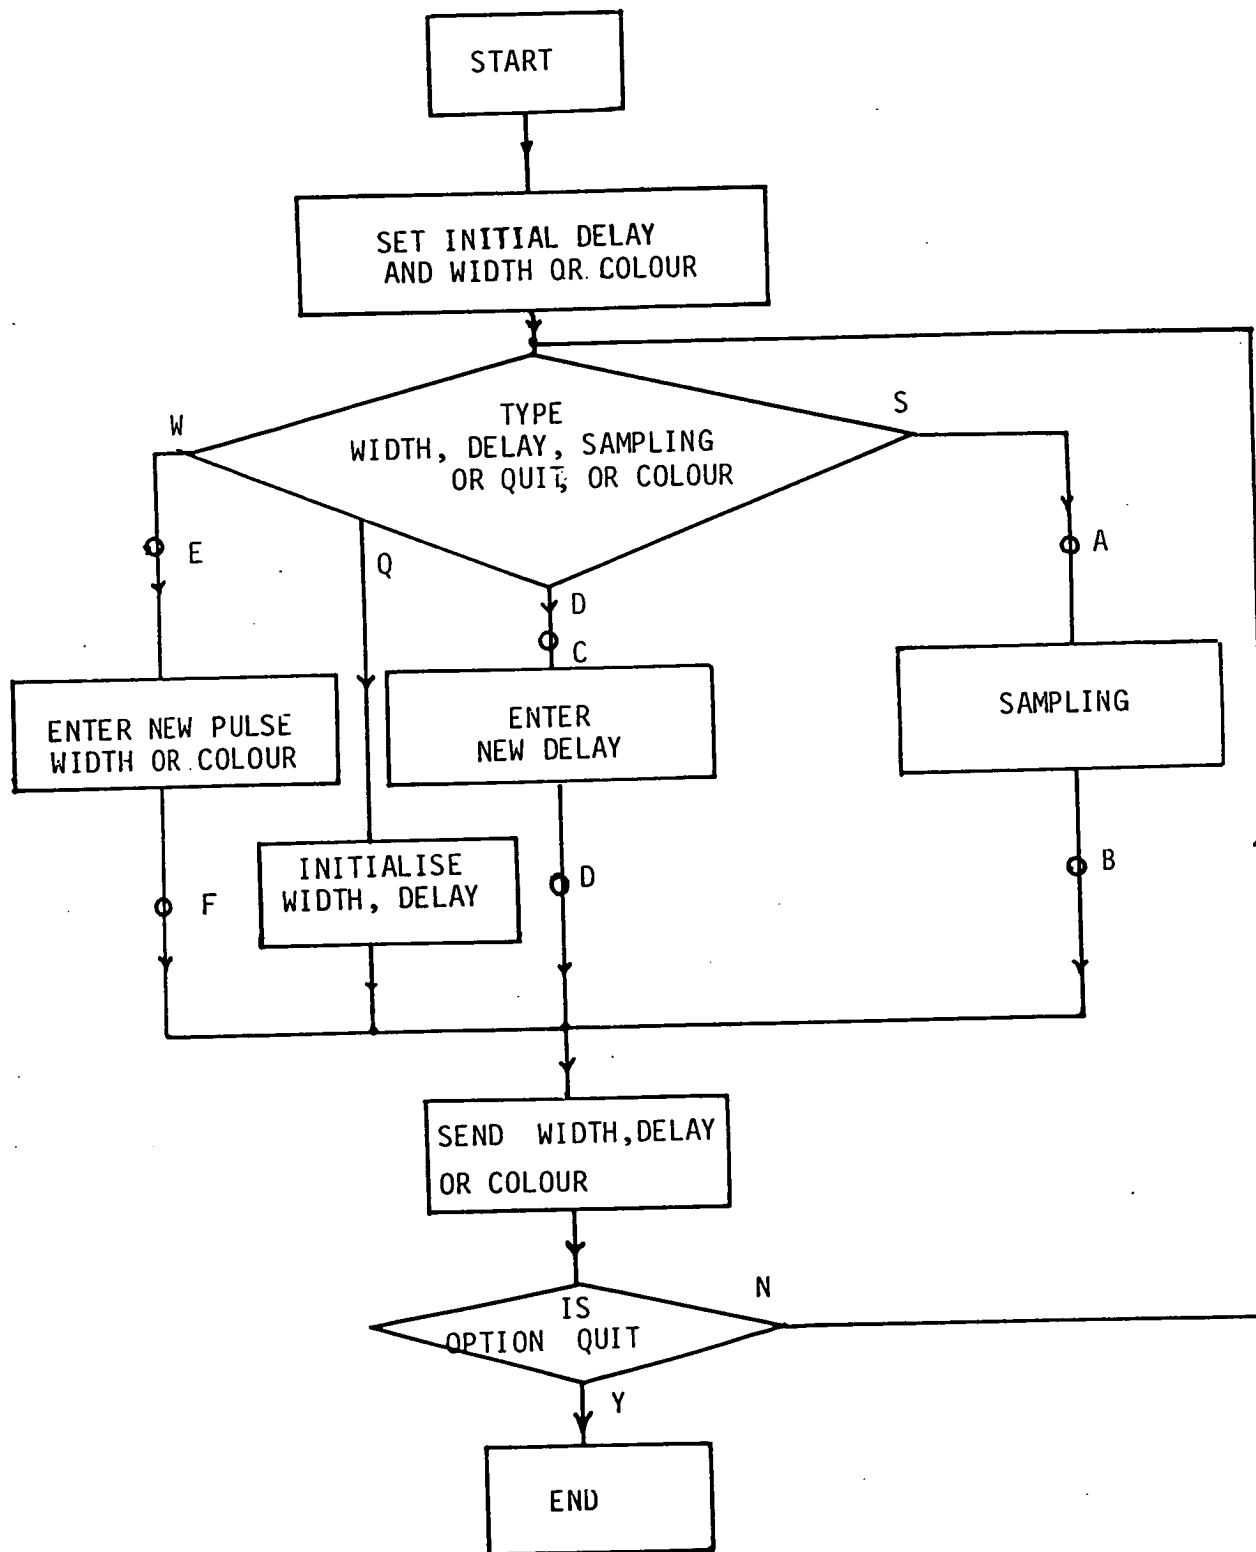 START
SET INITIAL DELAY
AND WIDTH OR COLOUR
W
S
TYPE
WIDTH, DELAY, SAMPLING
OR QUIT, OR COLOUR
E
Q
A
D
C
ENTER NEW PULSE
WIDTH OR COLOUR
ENTER
NEW DELAY
SAMPLING
INITIALISE
WIDTH, DELAY
F
D
B
SEND WIDTH, DELAY
OR COLOUR
IS
OPTION QUIT
N
Y
END